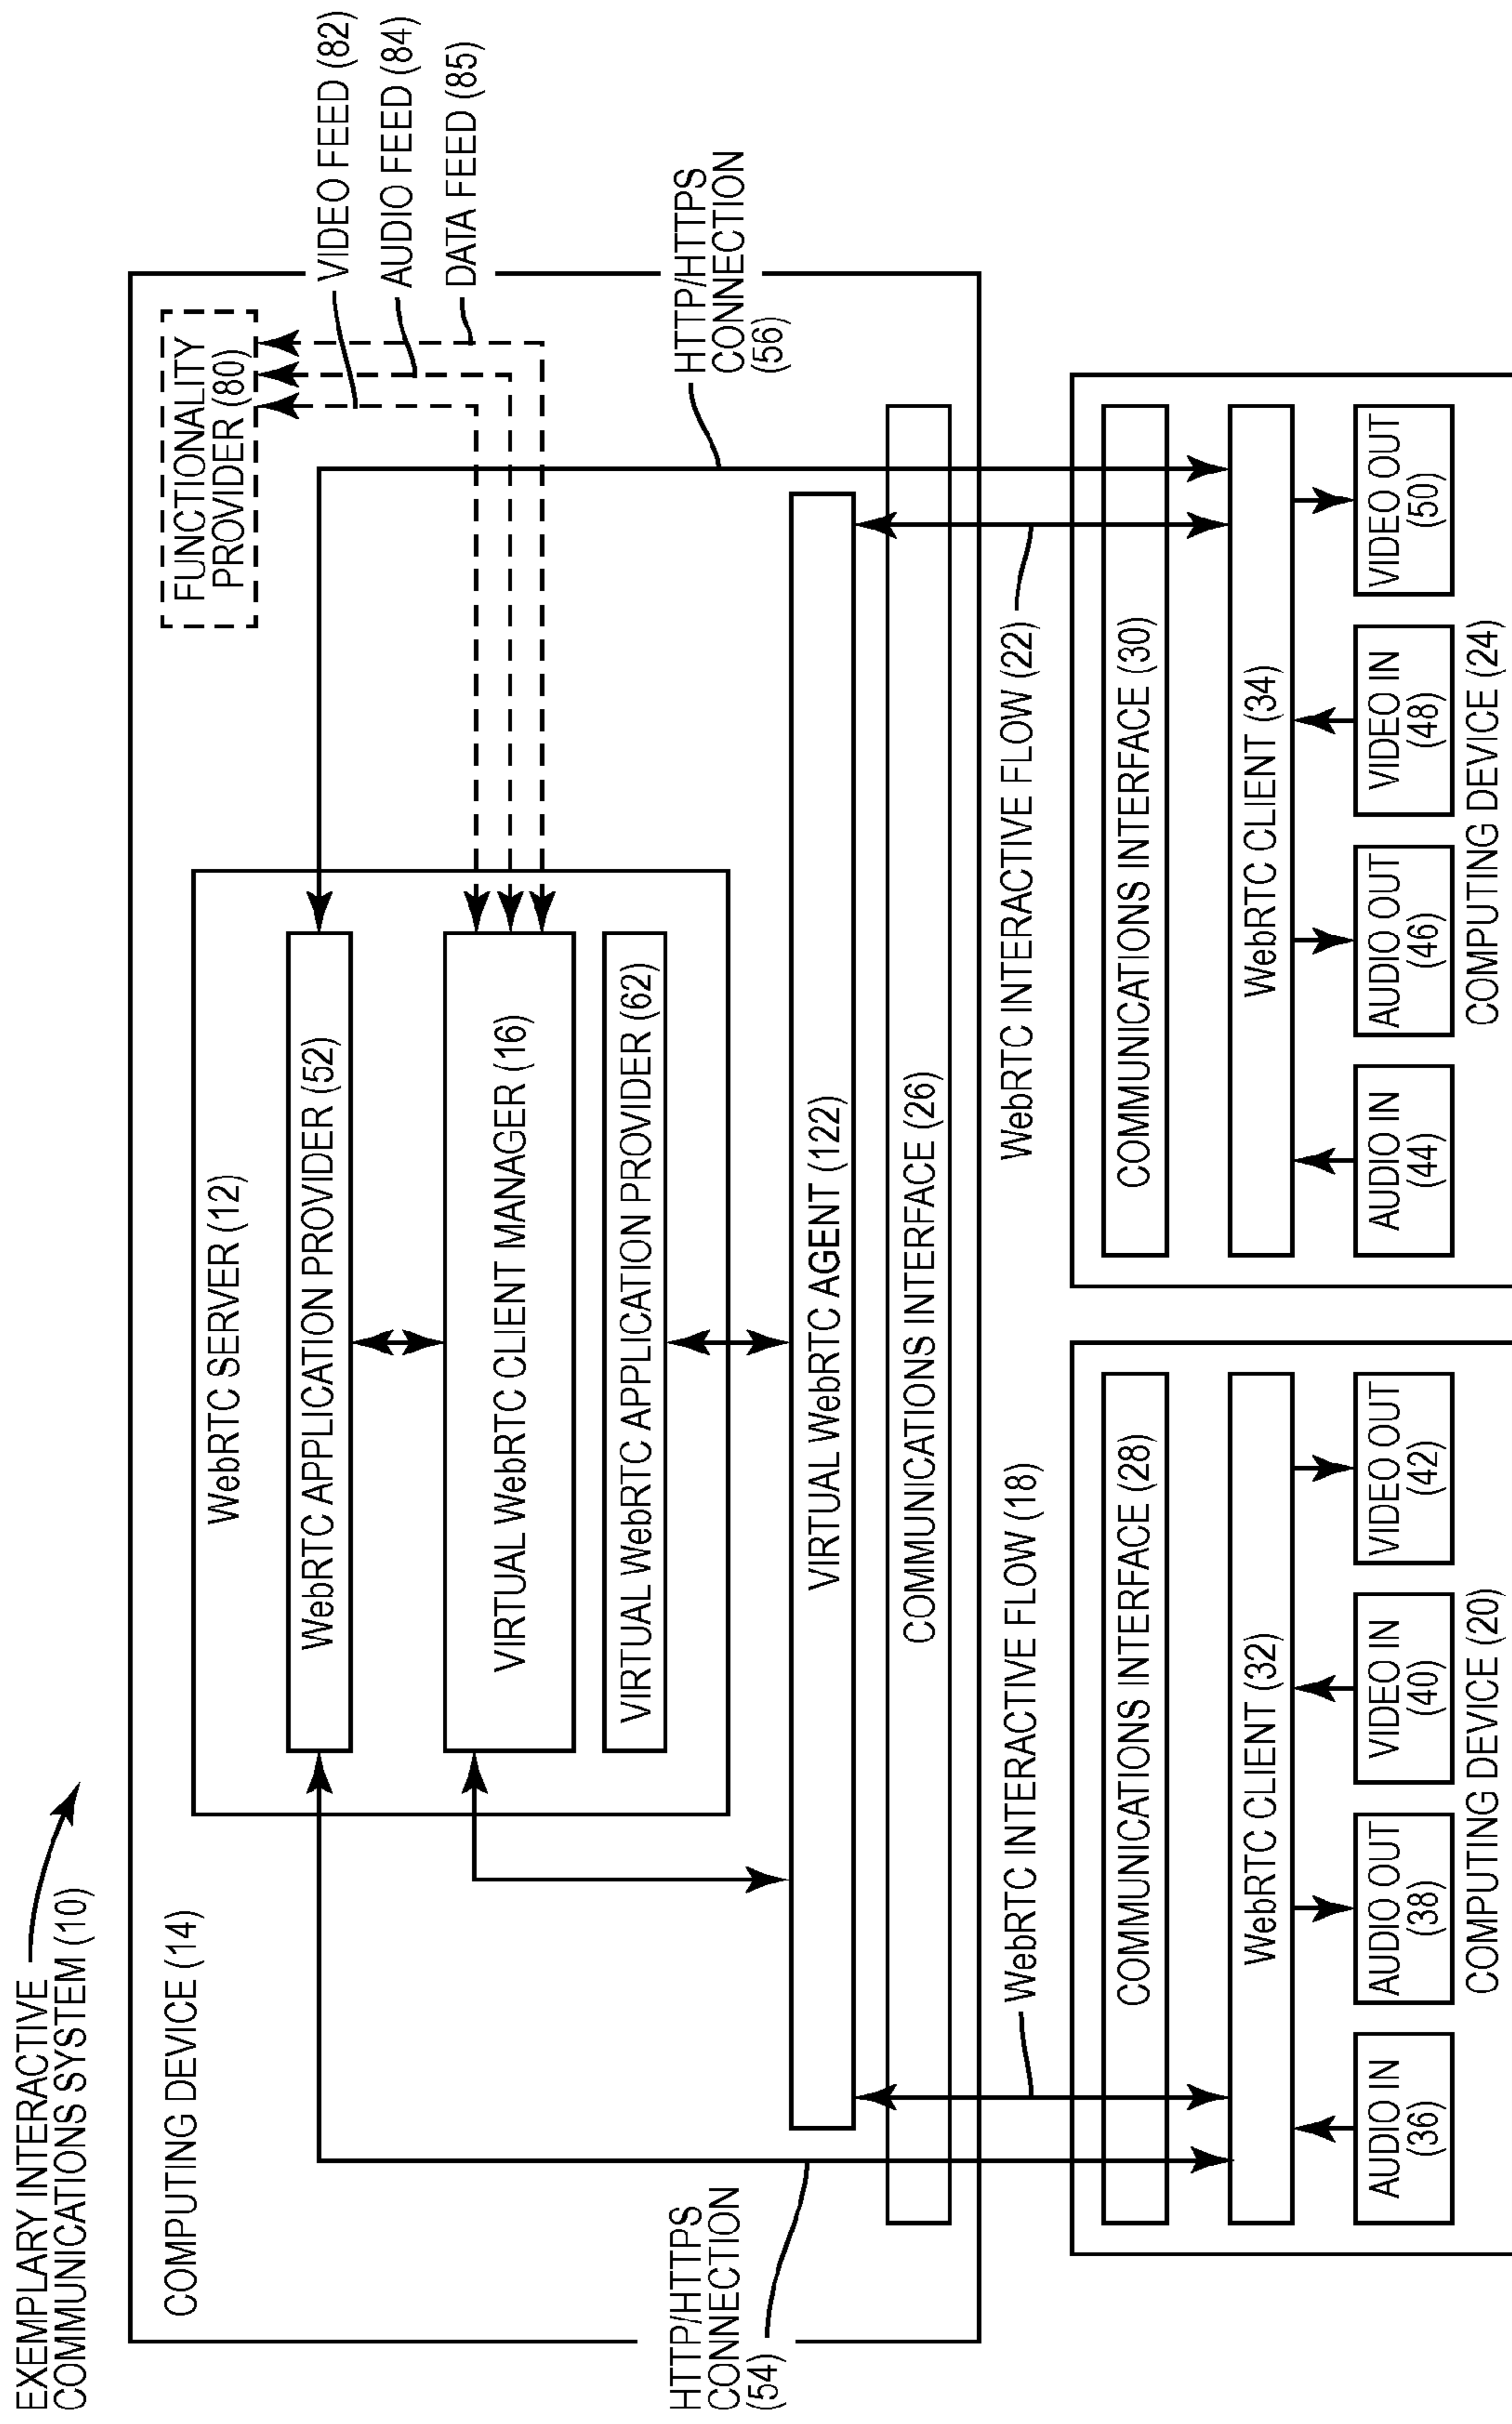 EXEMPLARY INTERACTIVE
COMMUNICATIONS SYSTEM (10)
COMPUTING DEVICE (14)
WebRTC SERVER (12)
WebRTC APPLICATION PROVIDER (52)
VIRTUAL WebRTC CLIENT MANAGER (16)
VIRTUAL WebRTC APPLICATION PROVIDER (62)
FUNCTIONALITY
PROVIDER (80)
VIDEO FEED (82)
AUDIO FEED (84)
DATA FEED (85)
HTTP/HTTPS
CONNECTION
(54)
HTTP/HTTPS
CONNECTION
(56)
VIRTUAL WebRTC AGENT (122)
COMMUNICATIONS INTERFACE (26)
WebRTC INTERACTIVE FLOW (18)
WebRTC INTERACTIVE FLOW (22)
COMMUNICATIONS INTERFACE (28)
WebRTC CLIENT (32)
AUDIO IN
(36)
AUDIO OUT
(38)
VIDEO IN
(40)
VIDEO OUT
(42)
COMPUTING DEVICE (20)
COMMUNICATIONS INTERFACE (30)
WebRTC CLIENT (34)
AUDIO IN
(44)
AUDIO OUT
(46)
VIDEO IN
(48)
VIDEO OUT
(50)
COMPUTING DEVICE (24)